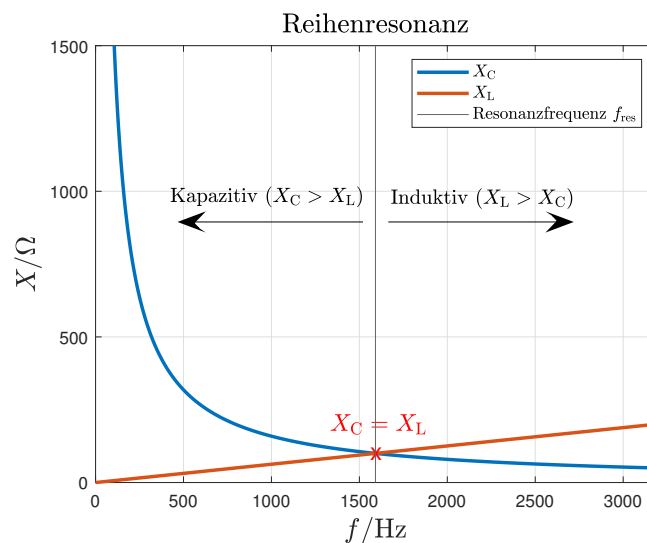 Reihenresonanz
1500
1000
500
0
X/Ω
X_C
X_L
Resonanzfrequenz f_res
Kapazitiv (X_C > X_L)
Induktiv (X_L > X_C)
X_C = X_L
0 500 1000 1500 2000 2500 3000
f/Hz